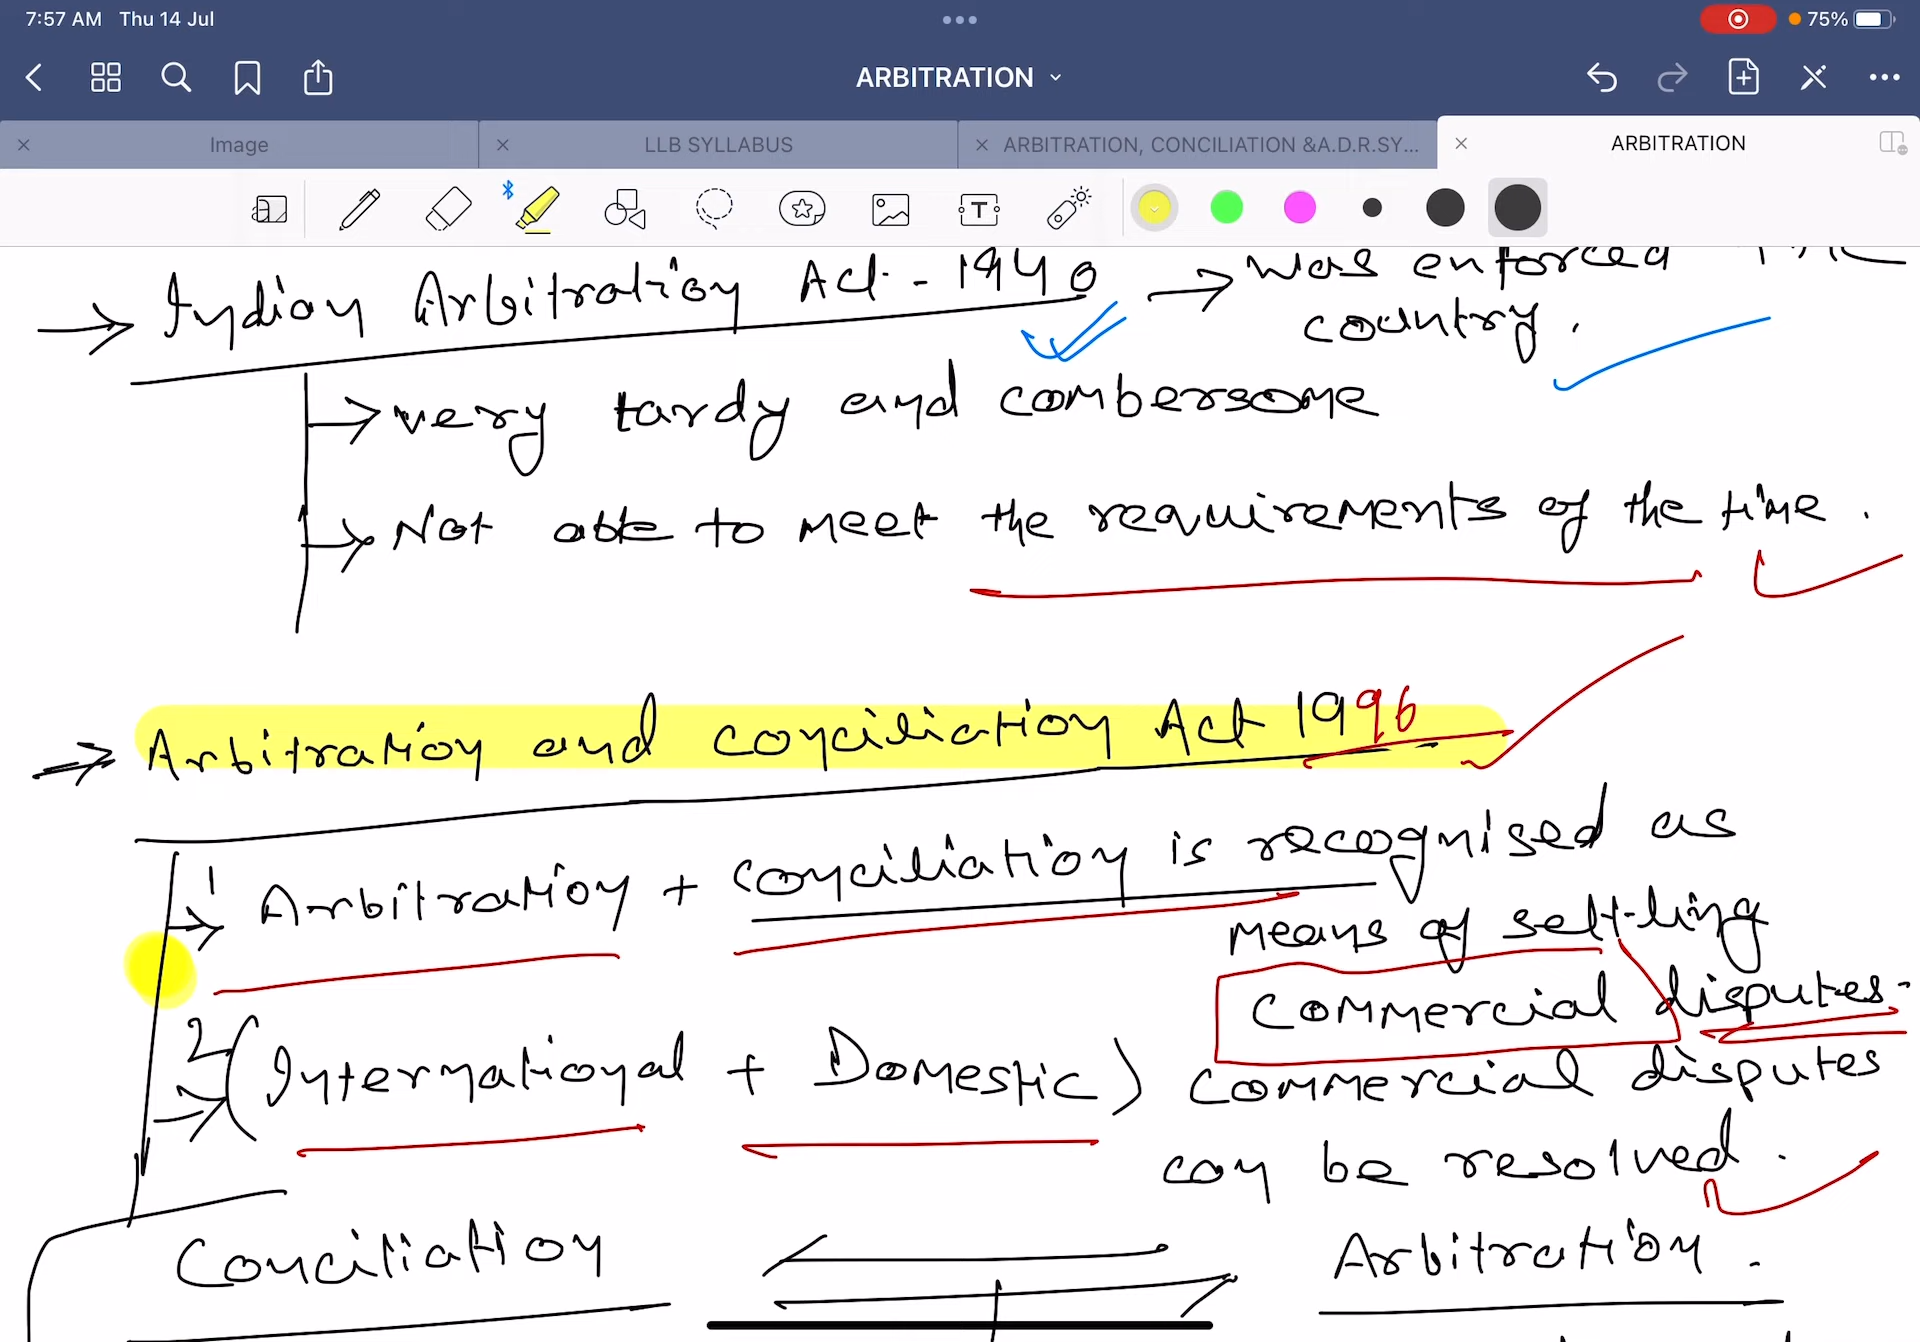 7:57 AM Thu 14 Jul
75%
ARBITRATION
Image
LLB SYLLABUS
ARBITRATION, CONCILIATION &A.D.R.SY...
ARBITRATION
T
→ Indian Arbitration Act - 1940 → was enforced
country.
→ very tardy and combersome
→ Not able to meet the requirements of the time.
→ Arbitration and conciliation Act 1996
1 → Arbitration + conciliation is recognised as
means of settling
commercial disputes.
2 → (International + Domestic) commercial disputes
can be resolved.
Conciliation
Arbitration.